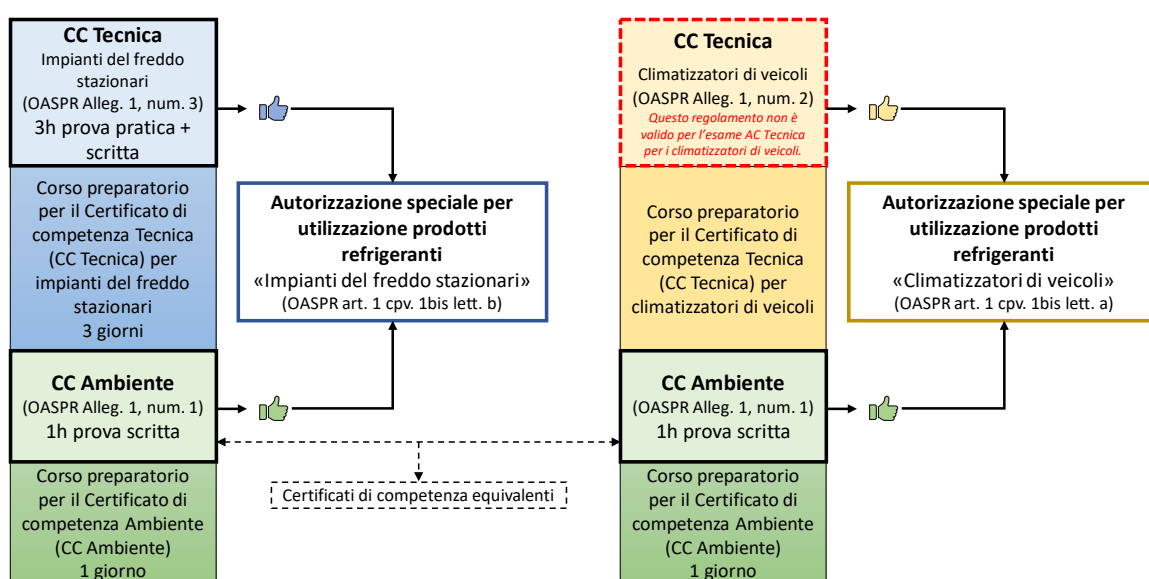 CC Tecnica
Impianti del freddo
stazionari
(OASPR Alleg. 1, num. 3)
3h prova pratica +
scritta
Corso preparatorio
per il Certificato di
competenza Tecnica
(CC Tecnica) per
impianti del freddo
stazionari
3 giorni
CC Ambiente
(OASPR Alleg. 1, num. 1)
1h prova scritta
Corso preparatorio
per il Certificato di
competenza Ambiente
(CC Ambiente)
1 giorno
Autorizzazione speciale per
utilizzazione prodotti
refrigeranti
«Impianti del freddo stazionari»
(OASPR art. 1 cpv. 1bis lett. b)
Certificati di competenza equivalenti
CC Tecnica
Climatizzatori di veicoli
(OASPR Alleg. 1, num. 2)
Questo regolamento non è
valido per l'esame AC Tecnica
per i climatizzatori di veicoli.
Corso preparatorio
per il Certificato di
competenza Tecnica
(CC Tecnica) per
climatizzatori di veicoli
CC Ambiente
(OASPR Alleg. 1, num. 1)
1h prova scritta
Corso preparatorio
per il Certificato di
competenza Ambiente
(CC Ambiente)
1 giorno
Autorizzazione speciale per
utilizzazione prodotti
refrigeranti
«Climatizzatori di veicoli»
(OASPR art. 1 cpv. 1bis lett. a)